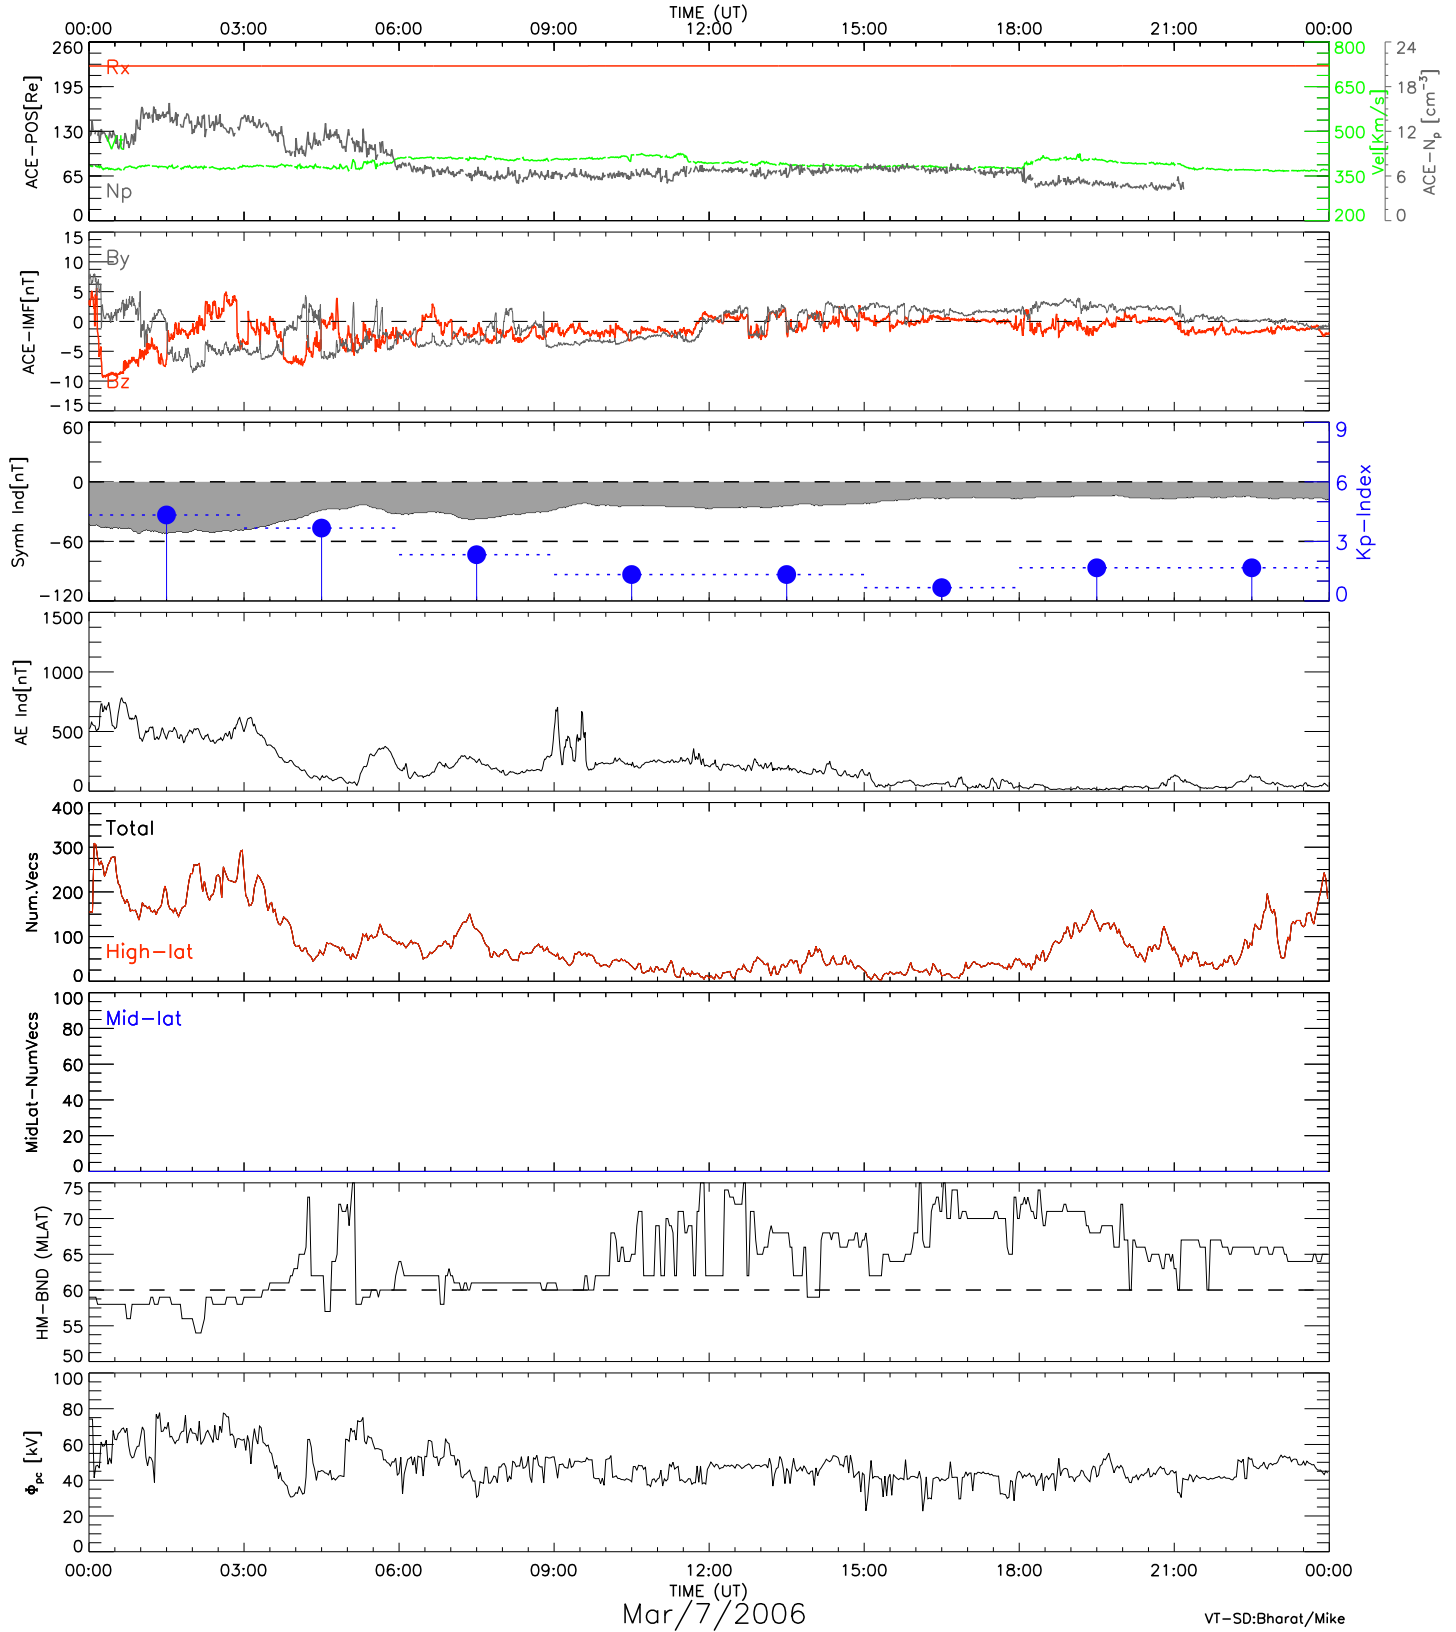 TIME (UT)
00:00 03:00 06:00 09:00 12:00 15:00 18:00 21:00 00:00
260
195
130
65
0
ACE-POS[Re]
Rx
Vt
Np
800
650
500
350
200
Vel[Km/s]
24
18
12
6
0
ACE-Np [cm-3]
15
10
5
0
-5
-10
-15
ACE-IMF[nT]
By
Bz
60
0
-60
-120
Symh Ind[nT]
9
6
3
0
Kp-Index
1500
1000
500
0
AE Ind[nT]
400
300
200
100
0
Num.Vecs
Total
High-lat
100
80
60
40
20
0
MidLat-NumVecs
Mid-lat
75
70
65
60
55
50
HM-BND (MLAT)
100
80
60
40
20
0
Φpc [kV]
00:00 03:00 06:00 09:00 12:00 15:00 18:00 21:00 00:00
TIME (UT)
Mar/7/2006
VT-SD:Bharat/Mike